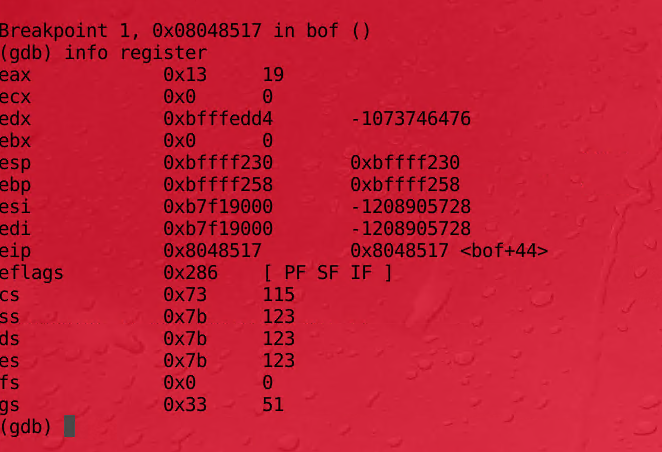 Breakpoint 1, 0x08048517 in bof ()
(gdb) info register
eax 0x13 19
ecx 0x0 0
edx 0xbfffedd4 -1073746476
ebx 0x0 0
esp 0xbffff230 0xbffff230
ebp 0xbffff258 0xbffff258
esi 0xb7f19000 -1208905728
edi 0xb7f19000 -1208905728
eip 0x8048517 0x8048517 <bof+44>
eflags 0x286 [ PF SF IF ]
cs 0x73 115
ss 0x7b 123
ds 0x7b 123
es 0x7b 123
fs 0x0 0
gs 0x33 51
(gdb)